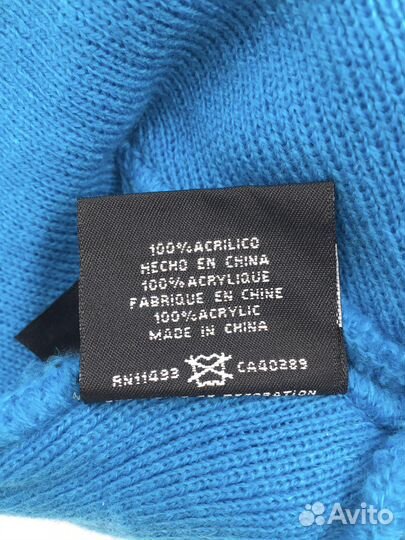 100% ACRILICO
HECHO EN CHINA
100% ACRYLIQUE
FABRIQUE EN CHINE
100% ACRYLIC
MADE IN CHINA
RN11493 CA40289
Avito